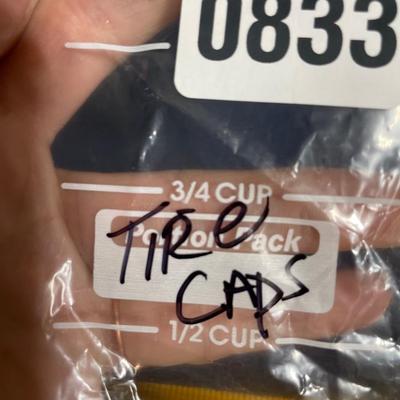 0833
3/4 CUP
Portion Pack
TIRE
CAPS
1/2 CUP